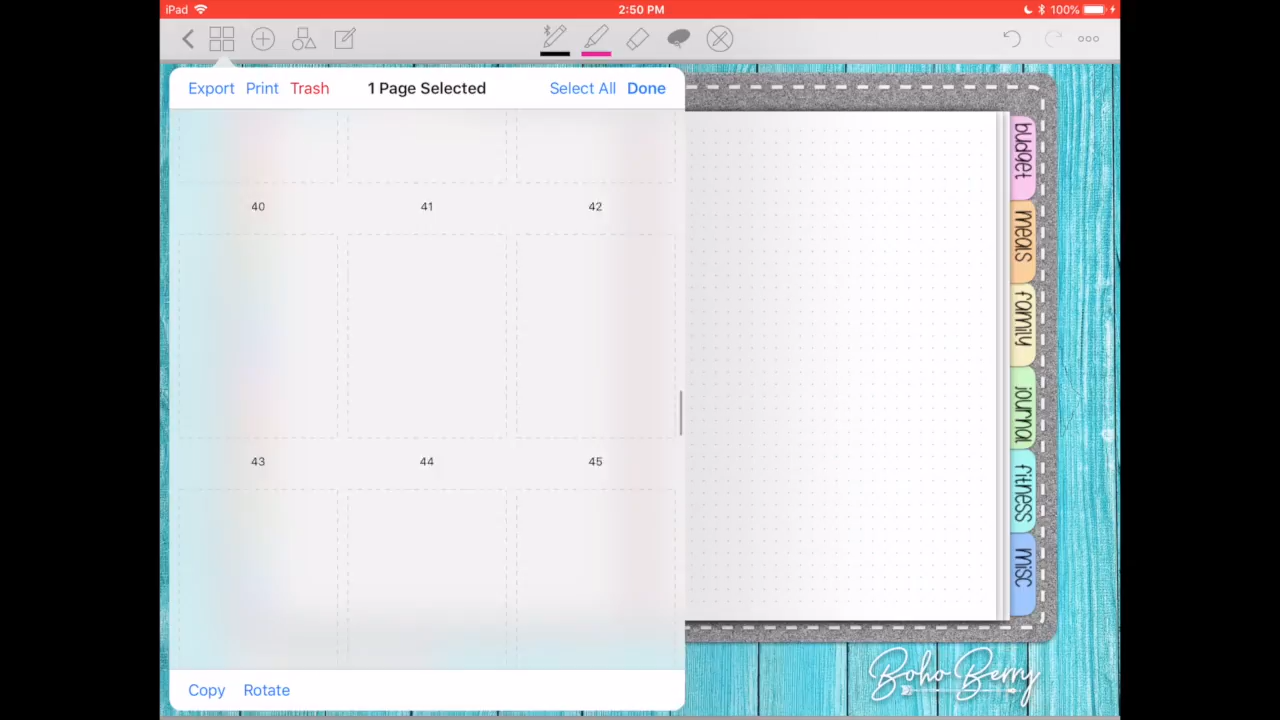 iPad 2:50 PM 100%
Export Print Trash 1 Page Selected Select All Done
40 41 42
43 44 45
Copy Rotate
budget
meals
family
journal
fitness
misc
Boho Berry